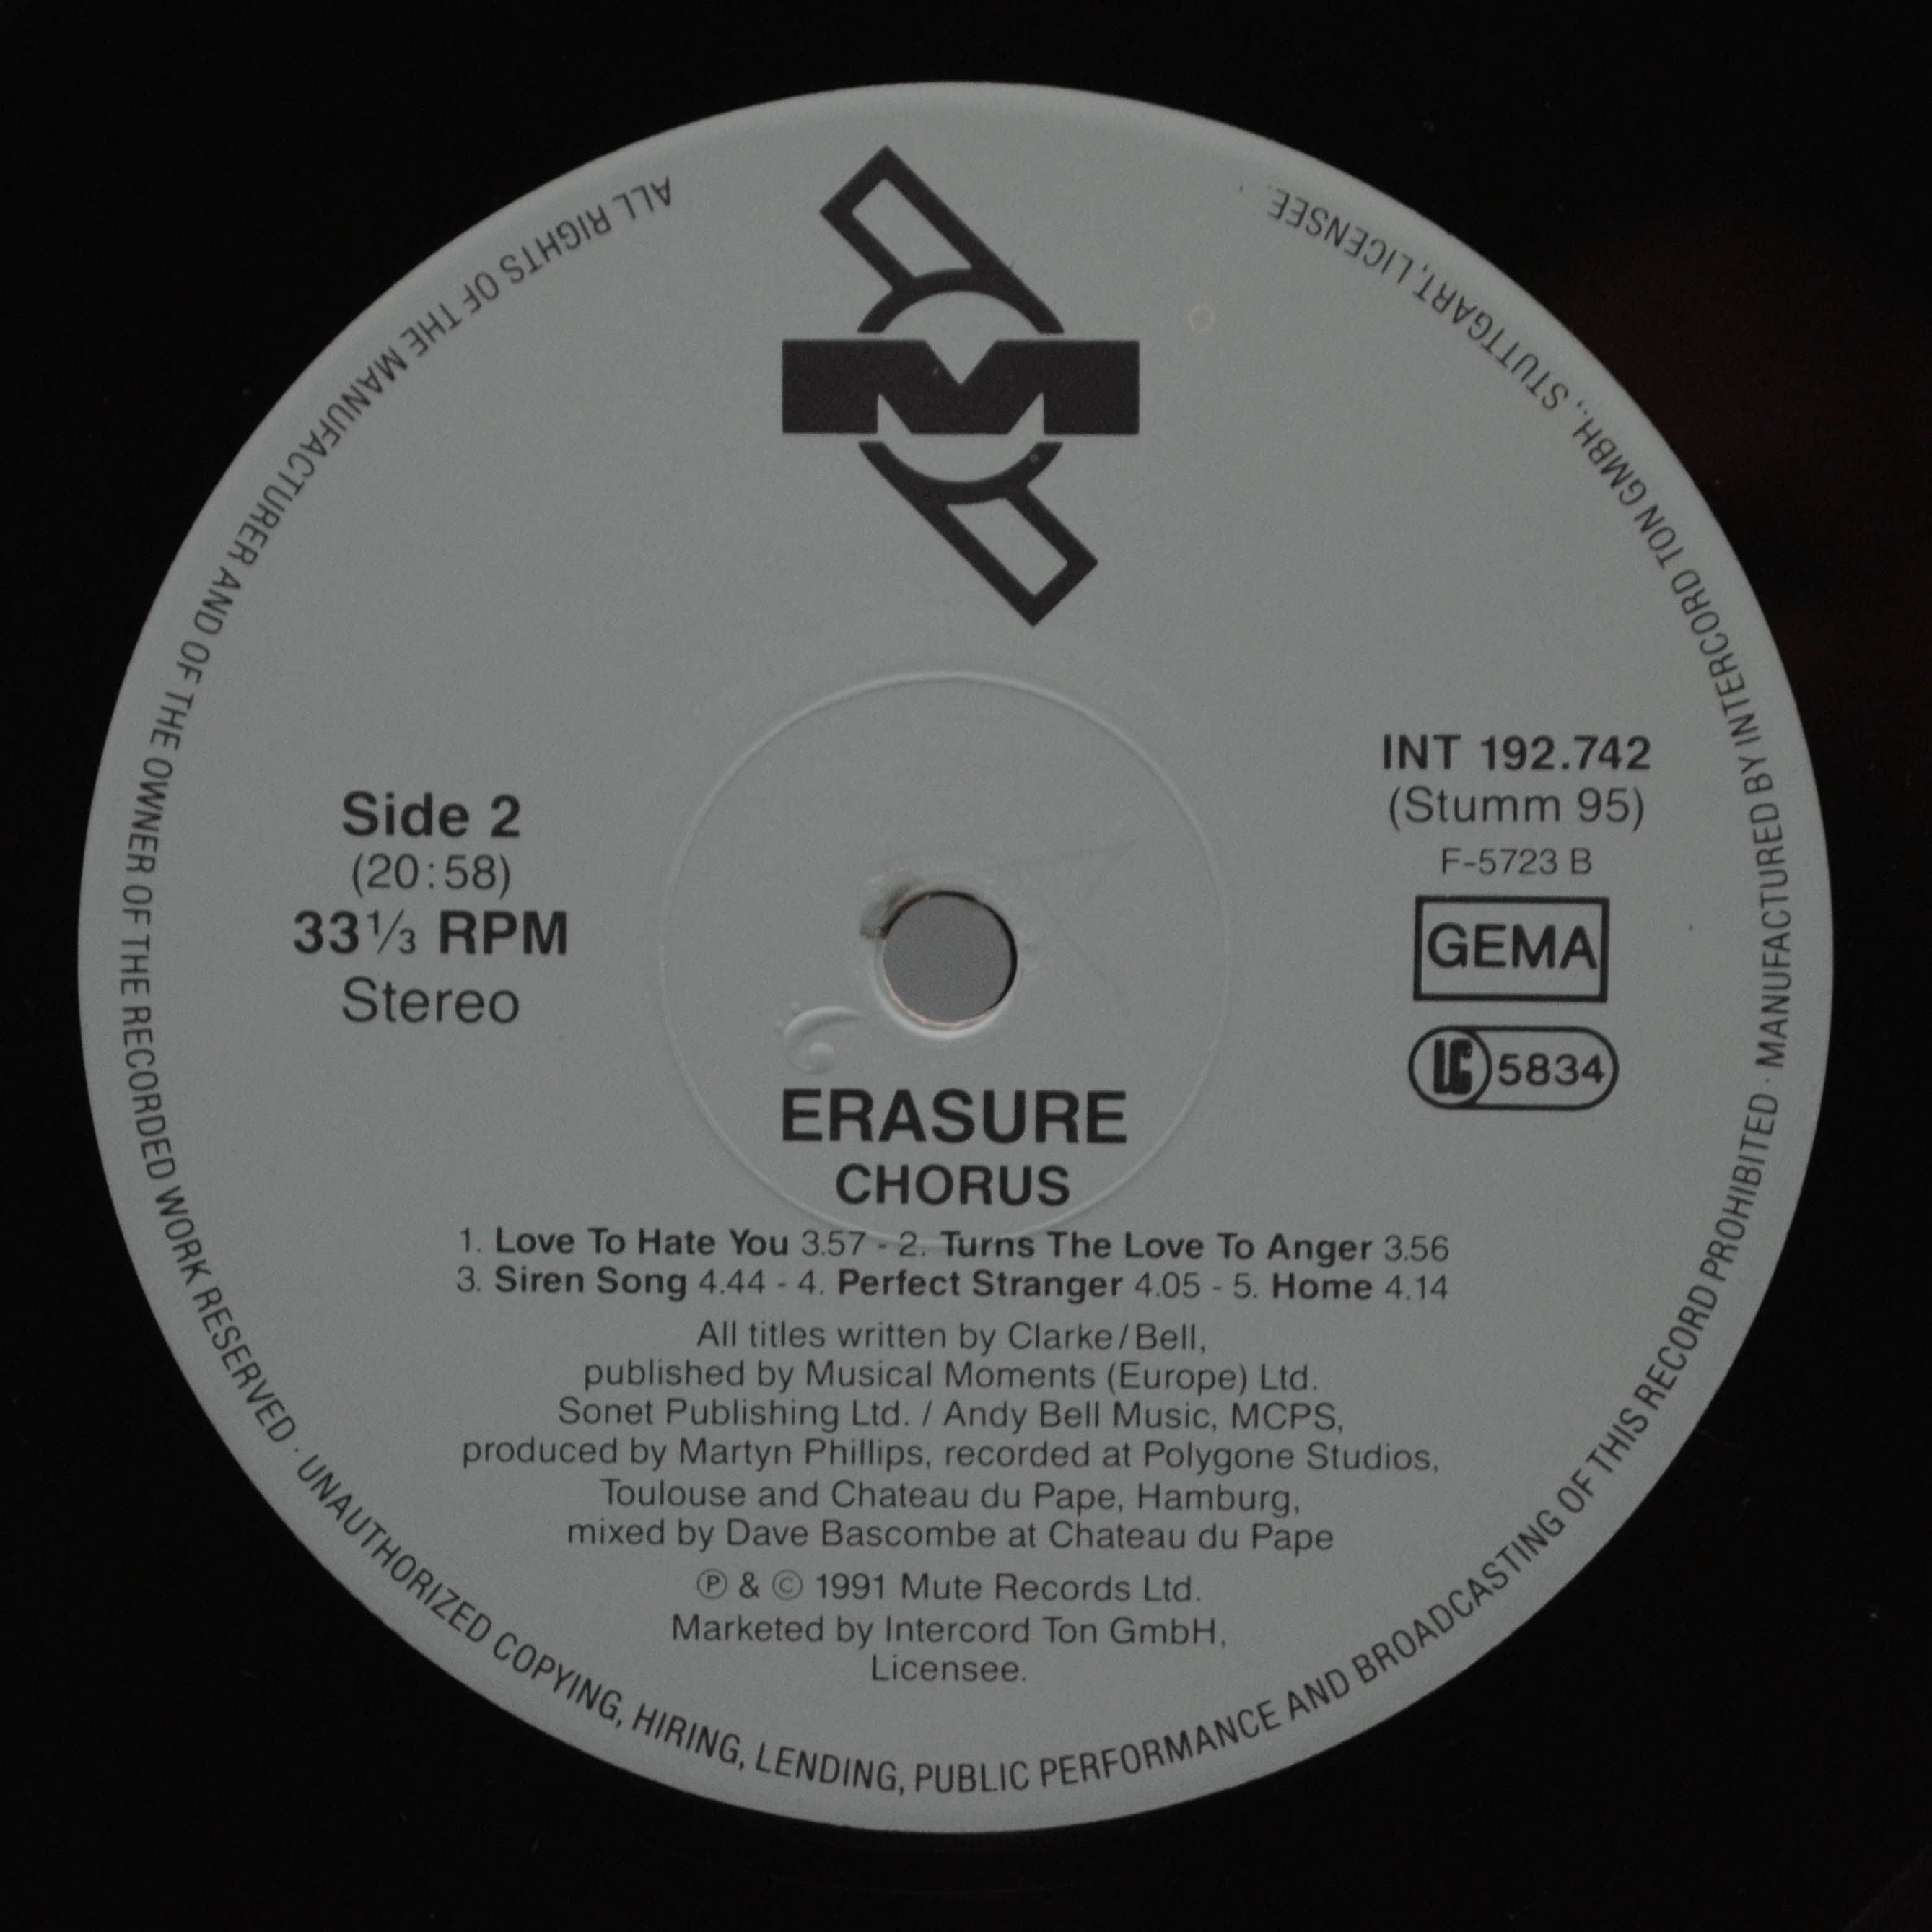 M
Side 2
(20:58)
33⅓ RPM
Stereo
INT 192.742
(Stumm 95)
F-5723 B
GEMA
LC 5834
ERASURE
CHORUS
1. Love To Hate You 3.57 - 2. Turns The Love To Anger 3.56
3. Siren Song 4.44 - 4. Perfect Stranger 4.05 - 5. Home 4.14
All titles written by Clarke/Bell,
published by Musical Moments (Europe) Ltd.
Sonet Publishing Ltd. / Andy Bell Music, MCPS,
produced by Martyn Phillips, recorded at Polygone Studios,
Toulouse and Chateau du Pape, Hamburg,
mixed by Dave Bascombe at Chateau du Pape
℗ & © 1991 Mute Records Ltd.
Marketed by Intercord Ton GmbH,
Licensee.
ALL RIGHTS OF THE MANUFACTURER AND OF THE OWNER OF THE RECORDED WORK RESERVED · UNAUTHORIZED COPYING, HIRING, LENDING, PUBLIC PERFORMANCE AND BROADCASTING OF THIS RECORD PROHIBITED · MANUFACTURED BY INTERCORD TON GMBH., STUTTGART, LICENSEE.